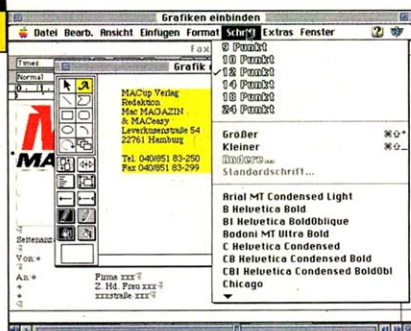 Grafiken einbinden
Datei Bearb. Ansicht Einfügen Format Schrift Extras Fenster
Fax
Times
Normal
Grafik
MACup Verlag
Redaktion
Mac MAGAZIN
& MACeasy
Leverkusenstraße 54
22761 Hamburg
Tel. 040/851 83-250
Fax 040/851 83-299
MA
Seitenanz
Von:
An:
Firma xxx
Z. Hd. Frau xxx
xxxstraße xxx
9 Punkt
10 Punkt
✓12 Punkt
14 Punkt
18 Punkt
24 Punkt
Größer
Kleiner
Andere...
Standardschrift...
Arial MT Condensed Light
B Helvetica Bold
BI Helvetica BoldOblique
Bodoni MT Ultra Bold
C Helvetica Condensed
CB Helvetica Condensed Bold
CBI Helvetica Condensed BoldObl
Chicago